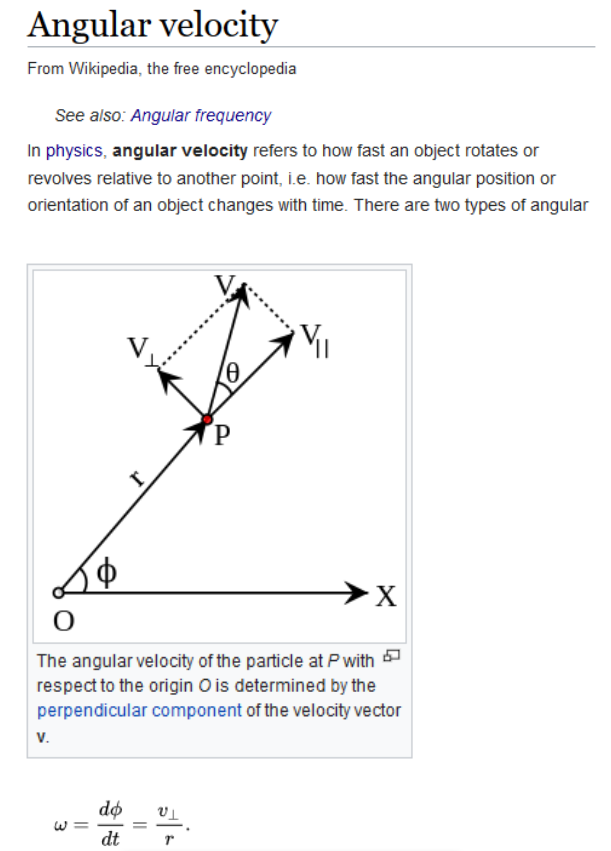 Angular velocity
From Wikipedia, the free encyclopedia
See also: Angular frequency
In physics, angular velocity refers to how fast an object rotates or
revolves relative to another point, i.e. how fast the angular position or
orientation of an object changes with time. There are two types of angular
V
V⊥
V||
θ
P
r
ϕ
X
O
The angular velocity of the particle at P with
respect to the origin O is determined by the
perpendicular component of the velocity vector
v.
ω = dϕ/dt = v⊥/r.